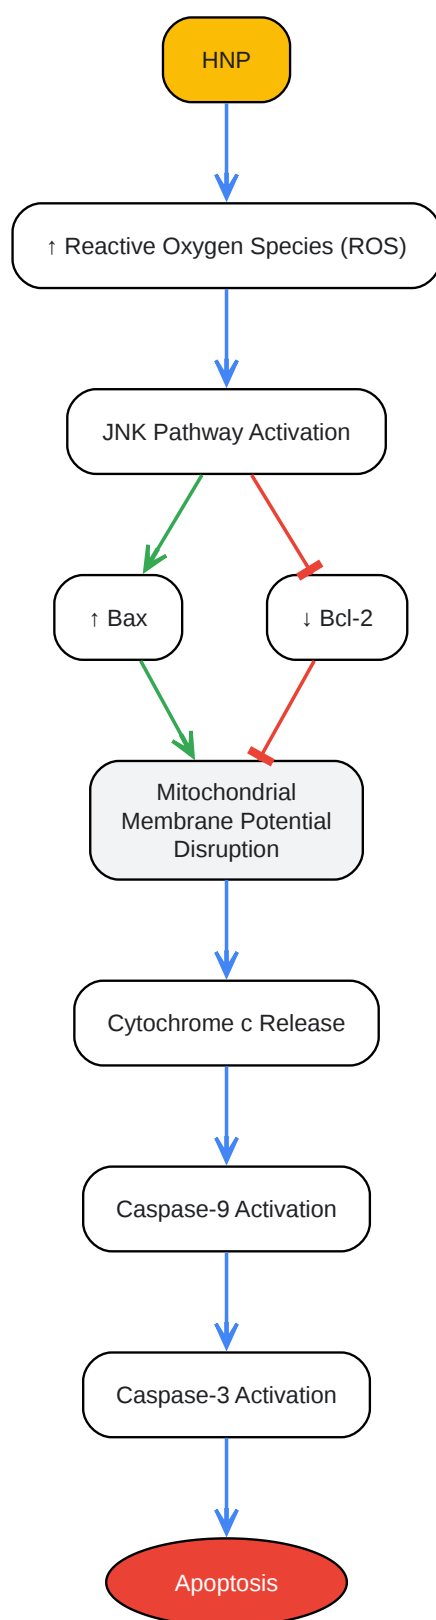 HNP
↑ Reactive Oxygen Species (ROS)
JNK Pathway Activation
↑ Bax
↓ Bcl-2
Mitochondrial
Membrane Potential
Disruption
Cytochrome c Release
Caspase-9 Activation
Caspase-3 Activation
Apoptosis